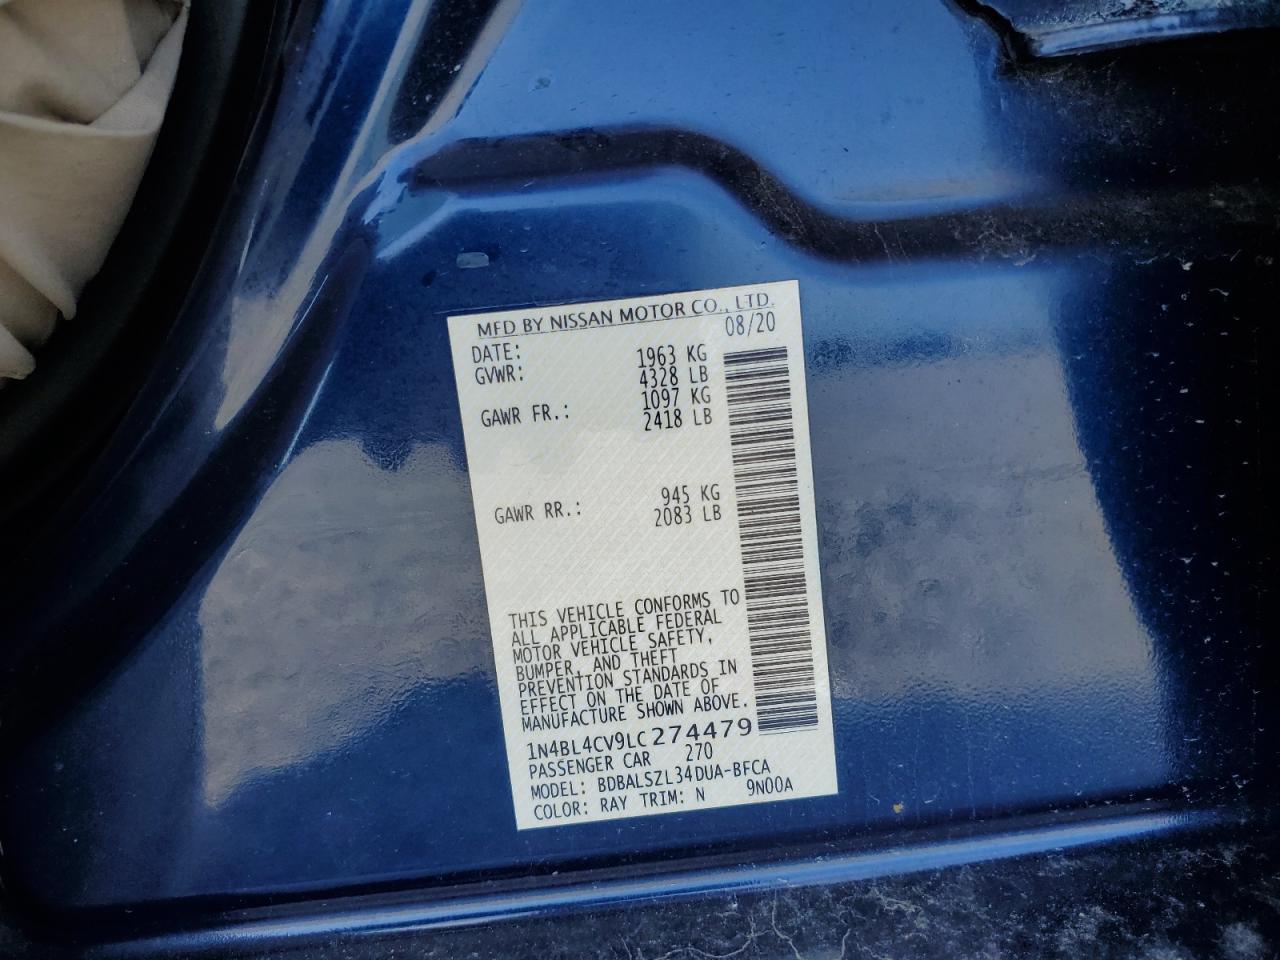 MFD BY NISSAN MOTOR CO., LTD.
DATE: 08/20
GVWR: 1963 KG
4328 LB
GAWR FR.: 1097 KG
2418 LB
GAWR RR.: 945 KG
2083 LB
THIS VEHICLE CONFORMS TO
ALL APPLICABLE FEDERAL
MOTOR VEHICLE SAFETY,
BUMPER, AND THEFT
PREVENTION STANDARDS IN
EFFECT ON THE DATE OF
MANUFACTURE SHOWN ABOVE.
1N4BL4CV9LC274479
PASSENGER CAR 270
MODEL: BDBALSZL34DUA-BFCA
COLOR: RAY TRIM: N 9N00A